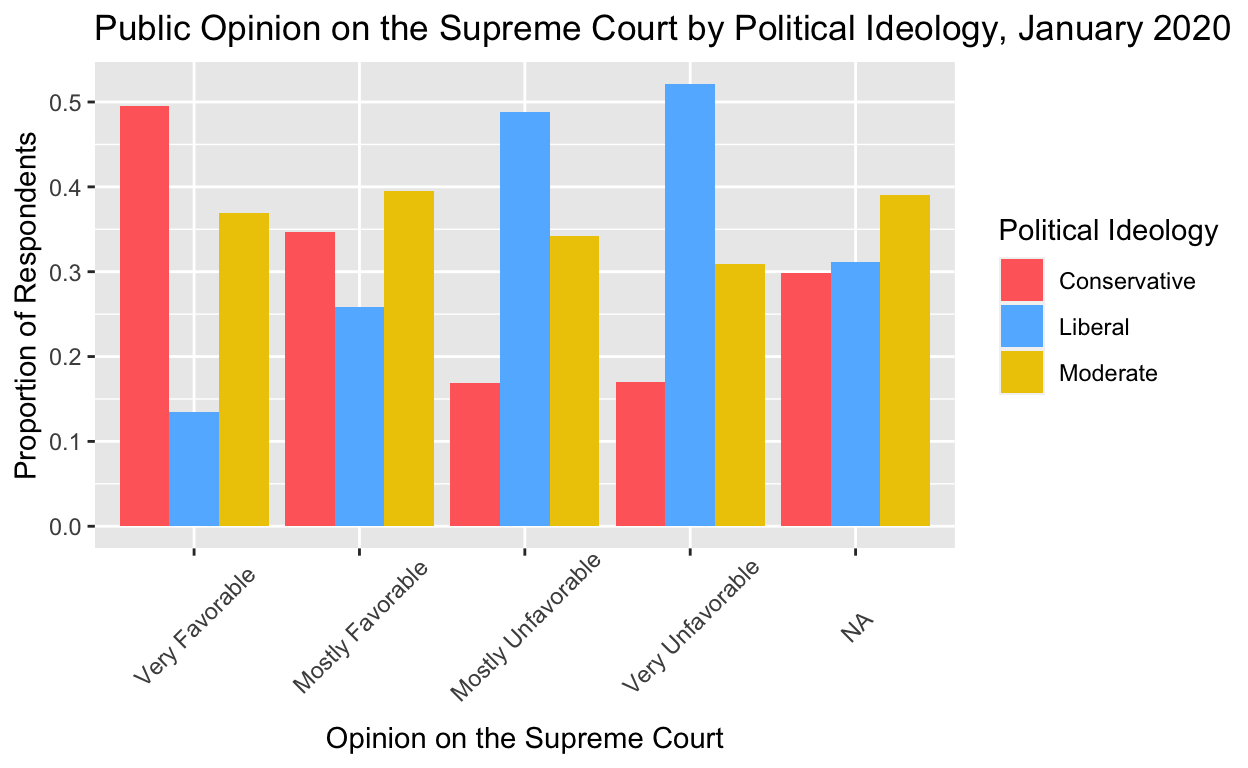 Public Opinion on the Supreme Court by Political Ideology, January 2020
Proportion of Respondents
0.5
0.4
0.3
0.2
0.1
0.0
Very Favorable
Mostly Favorable
Mostly Unfavorable
Very Unfavorable
NA
Opinion on the Supreme Court
Political Ideology
Conservative
Liberal
Moderate